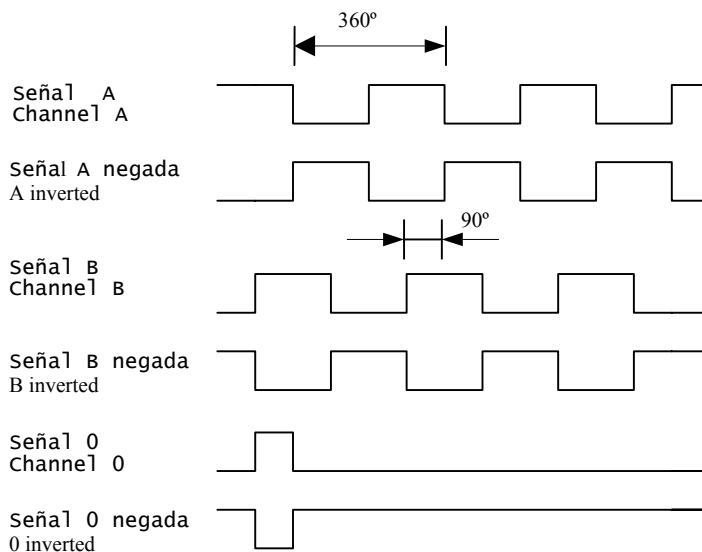 360º
Señal A
Channel A
Señal A negada
A inverted
90º
Señal B
Channel B
Señal B negada
B inverted
Señal 0
Channel 0
Señal 0 negada
0 inverted